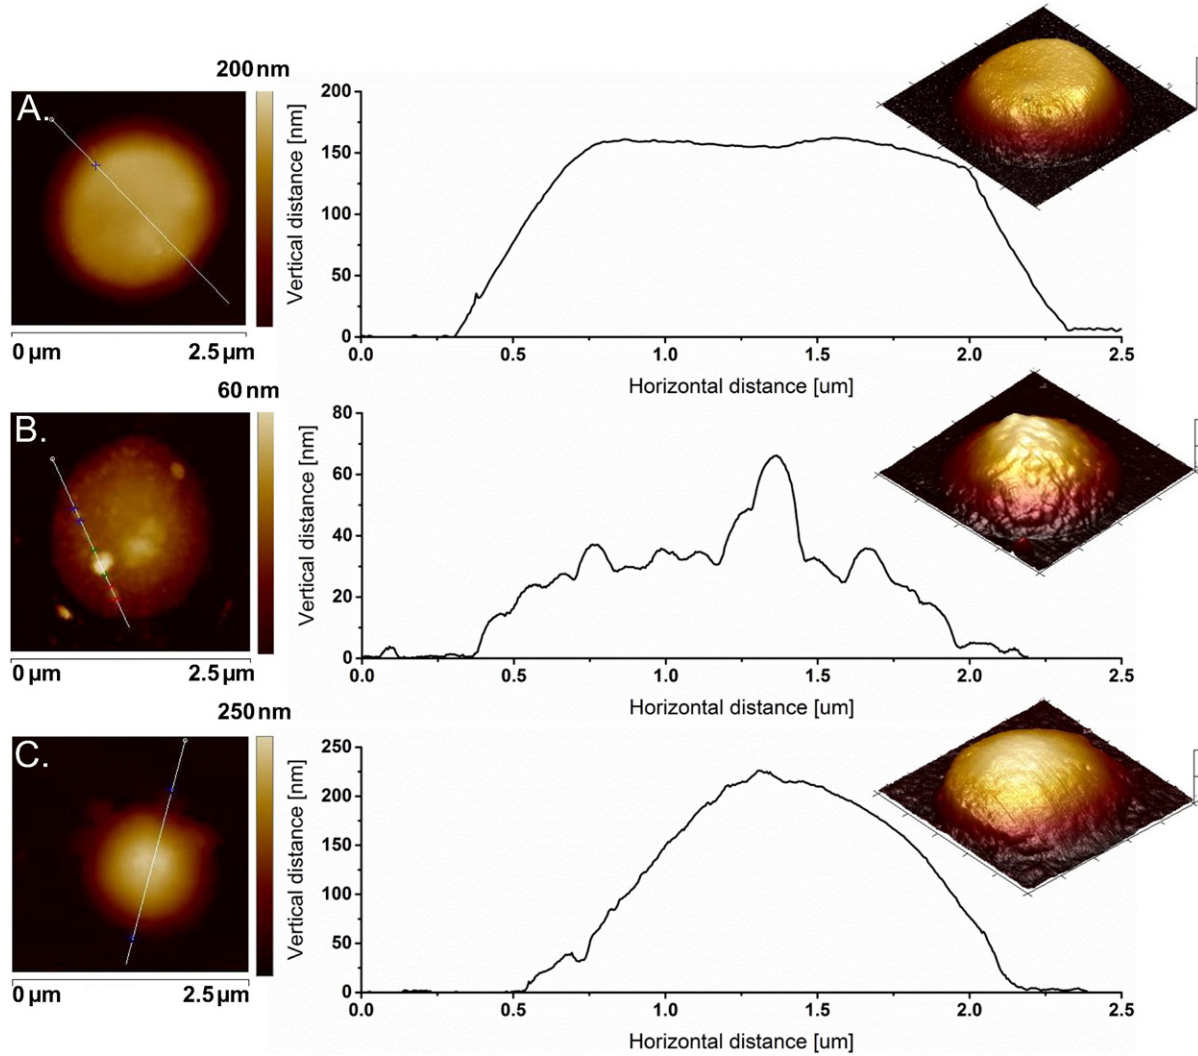 200 nm
A.
0 µm 2.5 µm
Vertical distance [nm]
200
150
100
50
0
0.0 0.5 1.0 1.5 2.0 2.5
Horizontal distance [um]
60 nm
B.
0 µm 2.5 µm
Vertical distance [nm]
80
60
40
20
0
0.0 0.5 1.0 1.5 2.0 2.5
Horizontal distance [um]
250 nm
C.
0 µm 2.5 µm
Vertical distance [nm]
250
200
150
100
50
0
0.0 0.5 1.0 1.5 2.0 2.5
Horizontal distance [um]